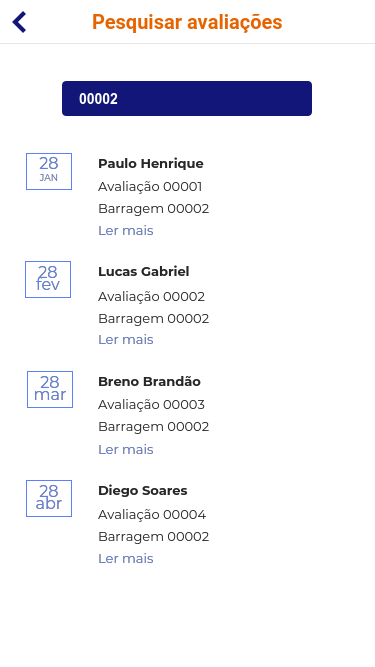 Pesquisar avaliações
00002
28
JAN
Paulo Henrique
Avaliação 00001
Barragem 00002
Ler mais
28
fev
Lucas Gabriel
Avaliação 00002
Barragem 00002
Ler mais
28
mar
Breno Brandão
Avaliação 00003
Barragem 00002
Ler mais
28
abr
Diego Soares
Avaliação 00004
Barragem 00002
Ler mais